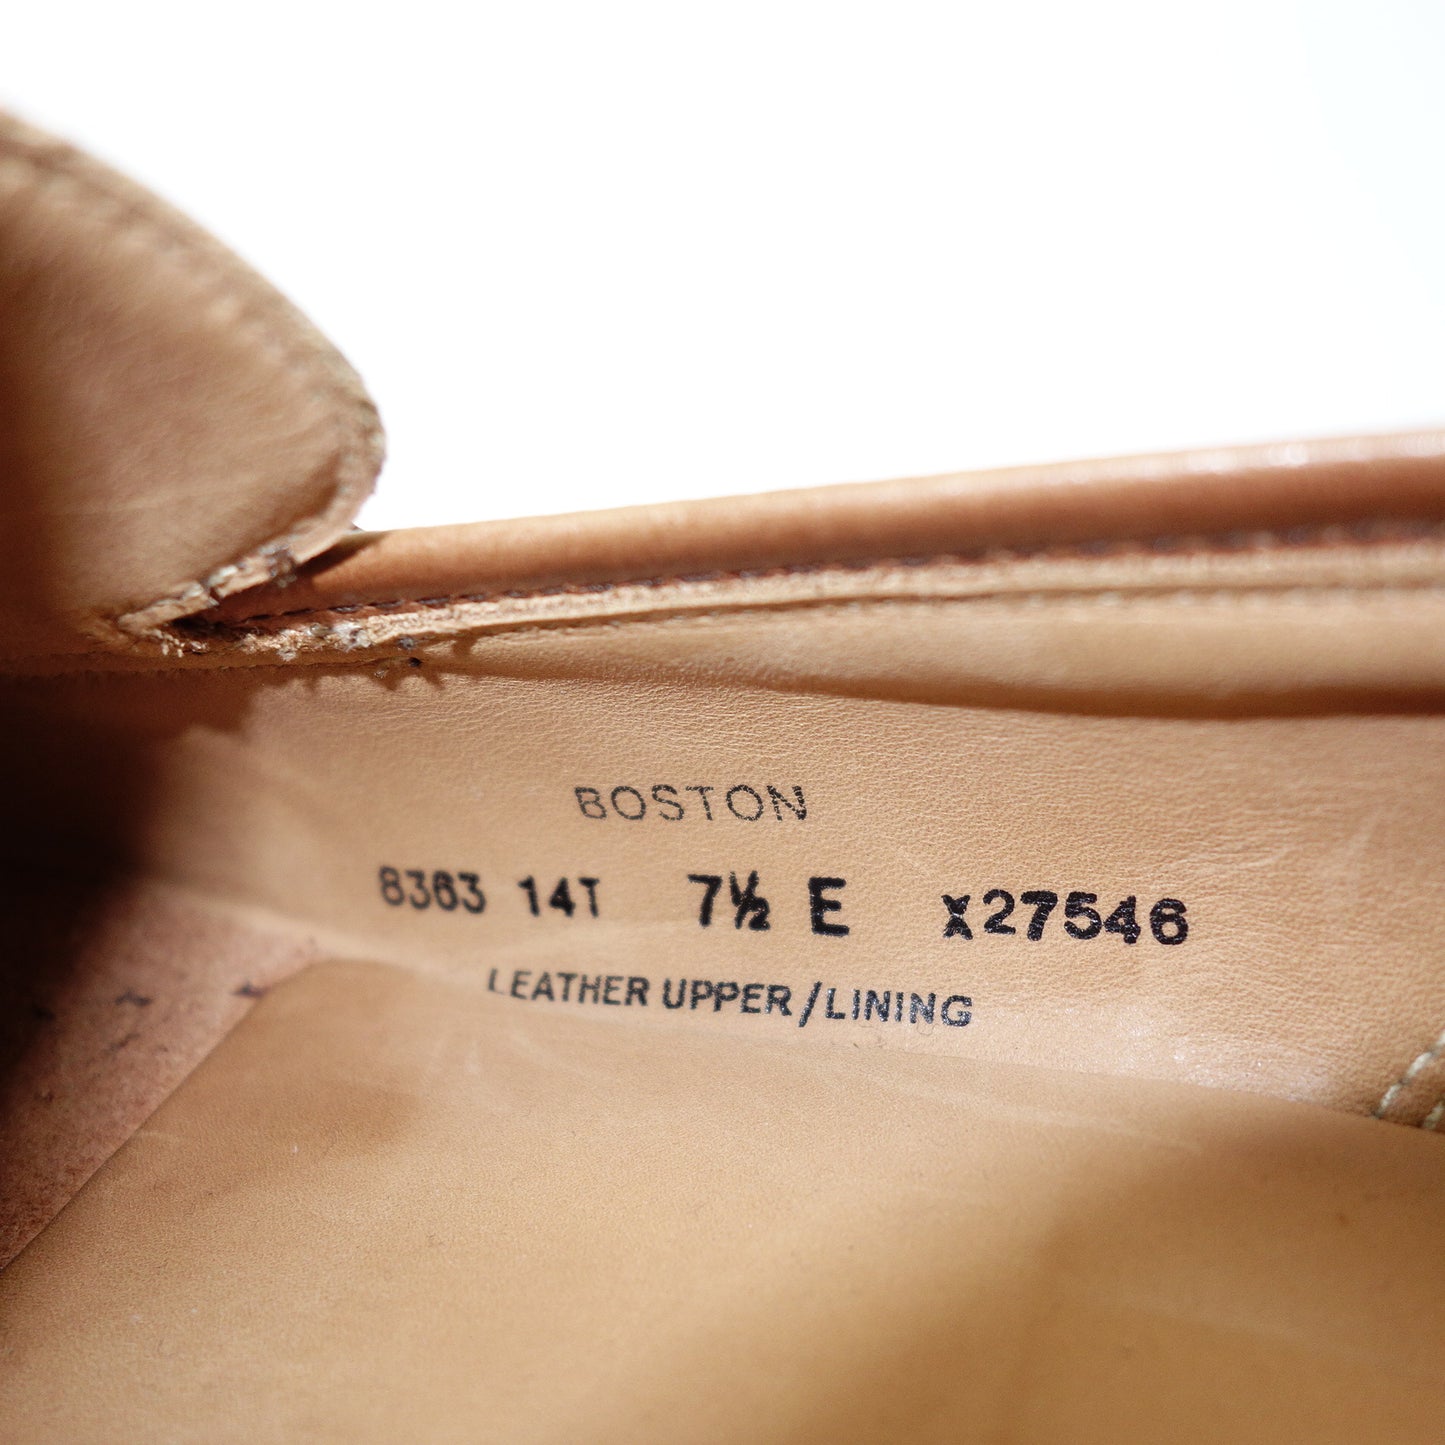 BOSTON
8363 14T 7½ E X27546
LEATHER UPPER/LINING